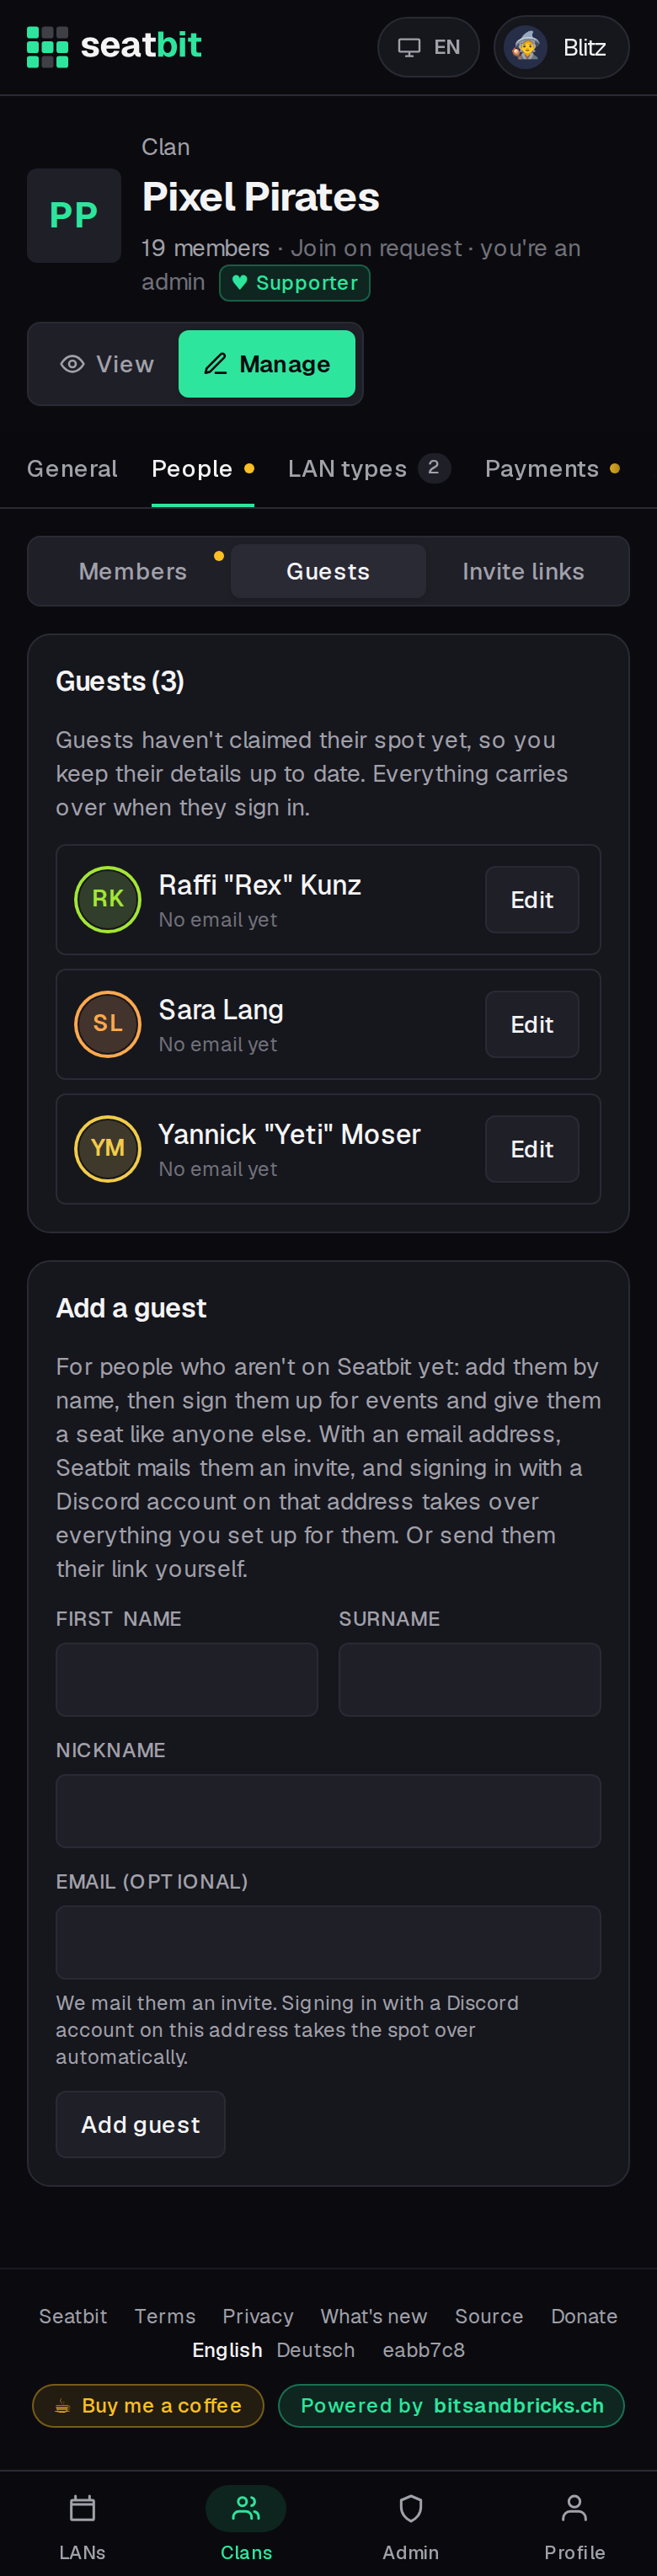 seatbit
EN
Blitz
Clan
PP
Pixel Pirates
19 members · Join on request · you're an
admin ♥ Supporter
View
Manage
General
People
LAN types 2
Payments
Members
Guests
Invite links
Guests (3)
Guests haven't claimed their spot yet, so you
keep their details up to date. Everything carries
over when they sign in.
RK
Raffi "Rex" Kunz
No email yet
Edit
SL
Sara Lang
No email yet
Edit
YM
Yannick "Yeti" Moser
No email yet
Edit
Add a guest
For people who aren't on Seatbit yet: add them by
name, then sign them up for events and give them
a seat like anyone else. With an email address,
Seatbit mails them an invite, and signing in with a
Discord account on that address takes over
everything you set up for them. Or send them
their link yourself.
FIRST NAME
SURNAME
NICKNAME
EMAIL (OPTIONAL)
We mail them an invite. Signing in with a Discord
account on this address takes the spot over
automatically.
Add guest
Seatbit Terms Privacy What's new Source Donate
English Deutsch eabb7c8
☕ Buy me a coffee
Powered by bitsandbricks.ch
LANs
Clans
Admin
Profile